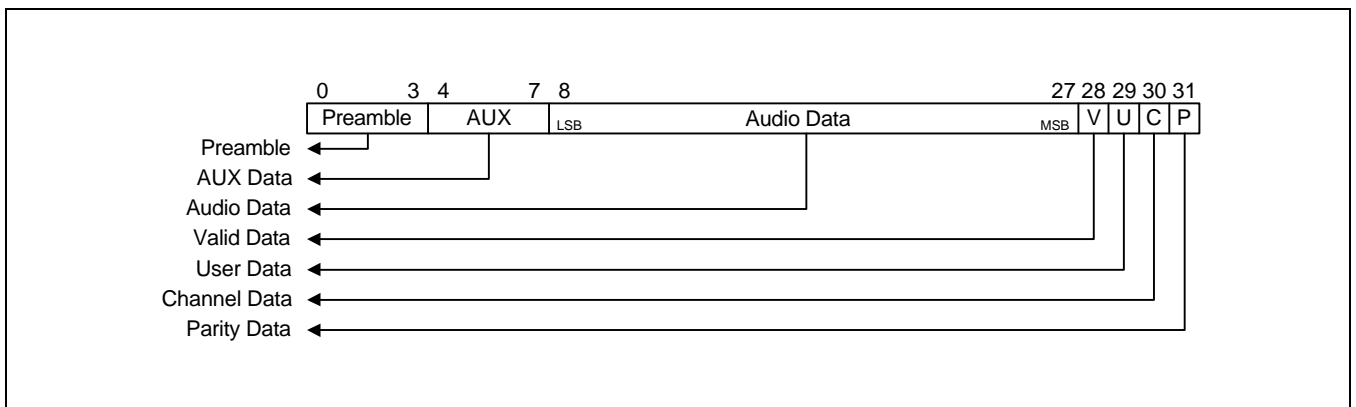 0 3 4 7 8 27 28 29 30 31
Preamble AUX LSB Audio Data MSB V U C P
Preamble
AUX Data
Audio Data
Valid Data
User Data
Channel Data
Parity Data